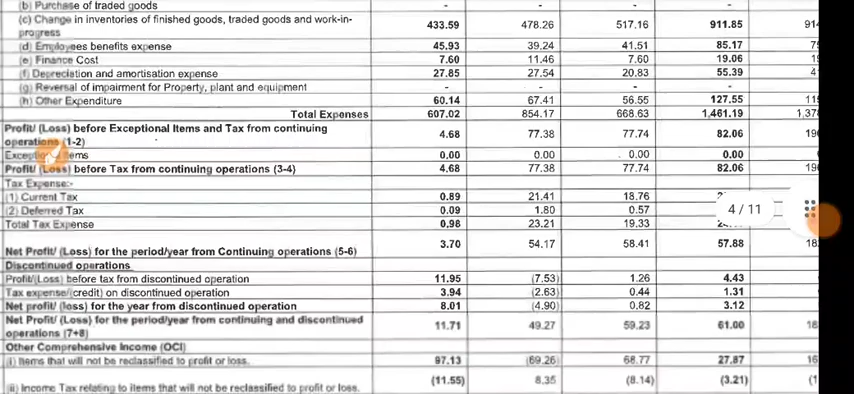 (b) Purchase of traded goods - - - -
(c) Change in inventories of finished goods, traded goods and work-in-progress 433.59 478.26 517.16 911.85 914
(d) Employees benefits expense 45.93 39.24 41.51 85.17
(e) Finance Cost 7.60 11.46 7.60 19.06
(f) Depreciation and amortisation expense 27.85 27.54 20.83 55.39
(g) Reversal of impairment for Property, plant and equipment - - - -
(h) Other Expenditure 60.14 67.41 56.55 127.55
Total Expenses 607.02 854.17 668.63 1,461.19 1,37
Profit/ (Loss) before Exceptional Items and Tax from continuing operations (1-2) 4.68 77.38 77.74 82.06 19
Exceptional Items 0.00 0.00 0.00 0.00
Profit/ (Loss) before Tax from continuing operations (3-4) 4.68 77.38 77.74 82.06 19
Tax Expense:-
(1) Current Tax 0.89 21.41 18.76
(2) Deferred Tax 0.09 1.80 0.57
4 / 11
Total Tax Expense 0.98 23.21 19.33
Net Profit/ (Loss) for the period/year from Continuing operations (5-6) 3.70 54.17 58.41 57.88 18
Discontinued operations
Profit/(Loss) before tax from discontinued operation 11.95 (7.53) 1.26 4.43
Tax expense/(credit) on discontinued operation 3.94 (2.63) 0.44 1.31
Net profit/ (loss) for the year from discontinued operation 8.01 (4.90) 0.82 3.12
Net Profit/ (Loss) for the period/year from continuing and discontinued operations (7+8) 11.71 49.27 59.23 61.00 18
Other Comprehensive Income (OCI)
(i) Items that will not be reclassified to profit or loss. 97.13 (69.26) 68.77 27.87 16
(ii) Income Tax relating to items that will not be reclassified to profit or loss. (11.55) 8.35 (8.14) (3.21) (1